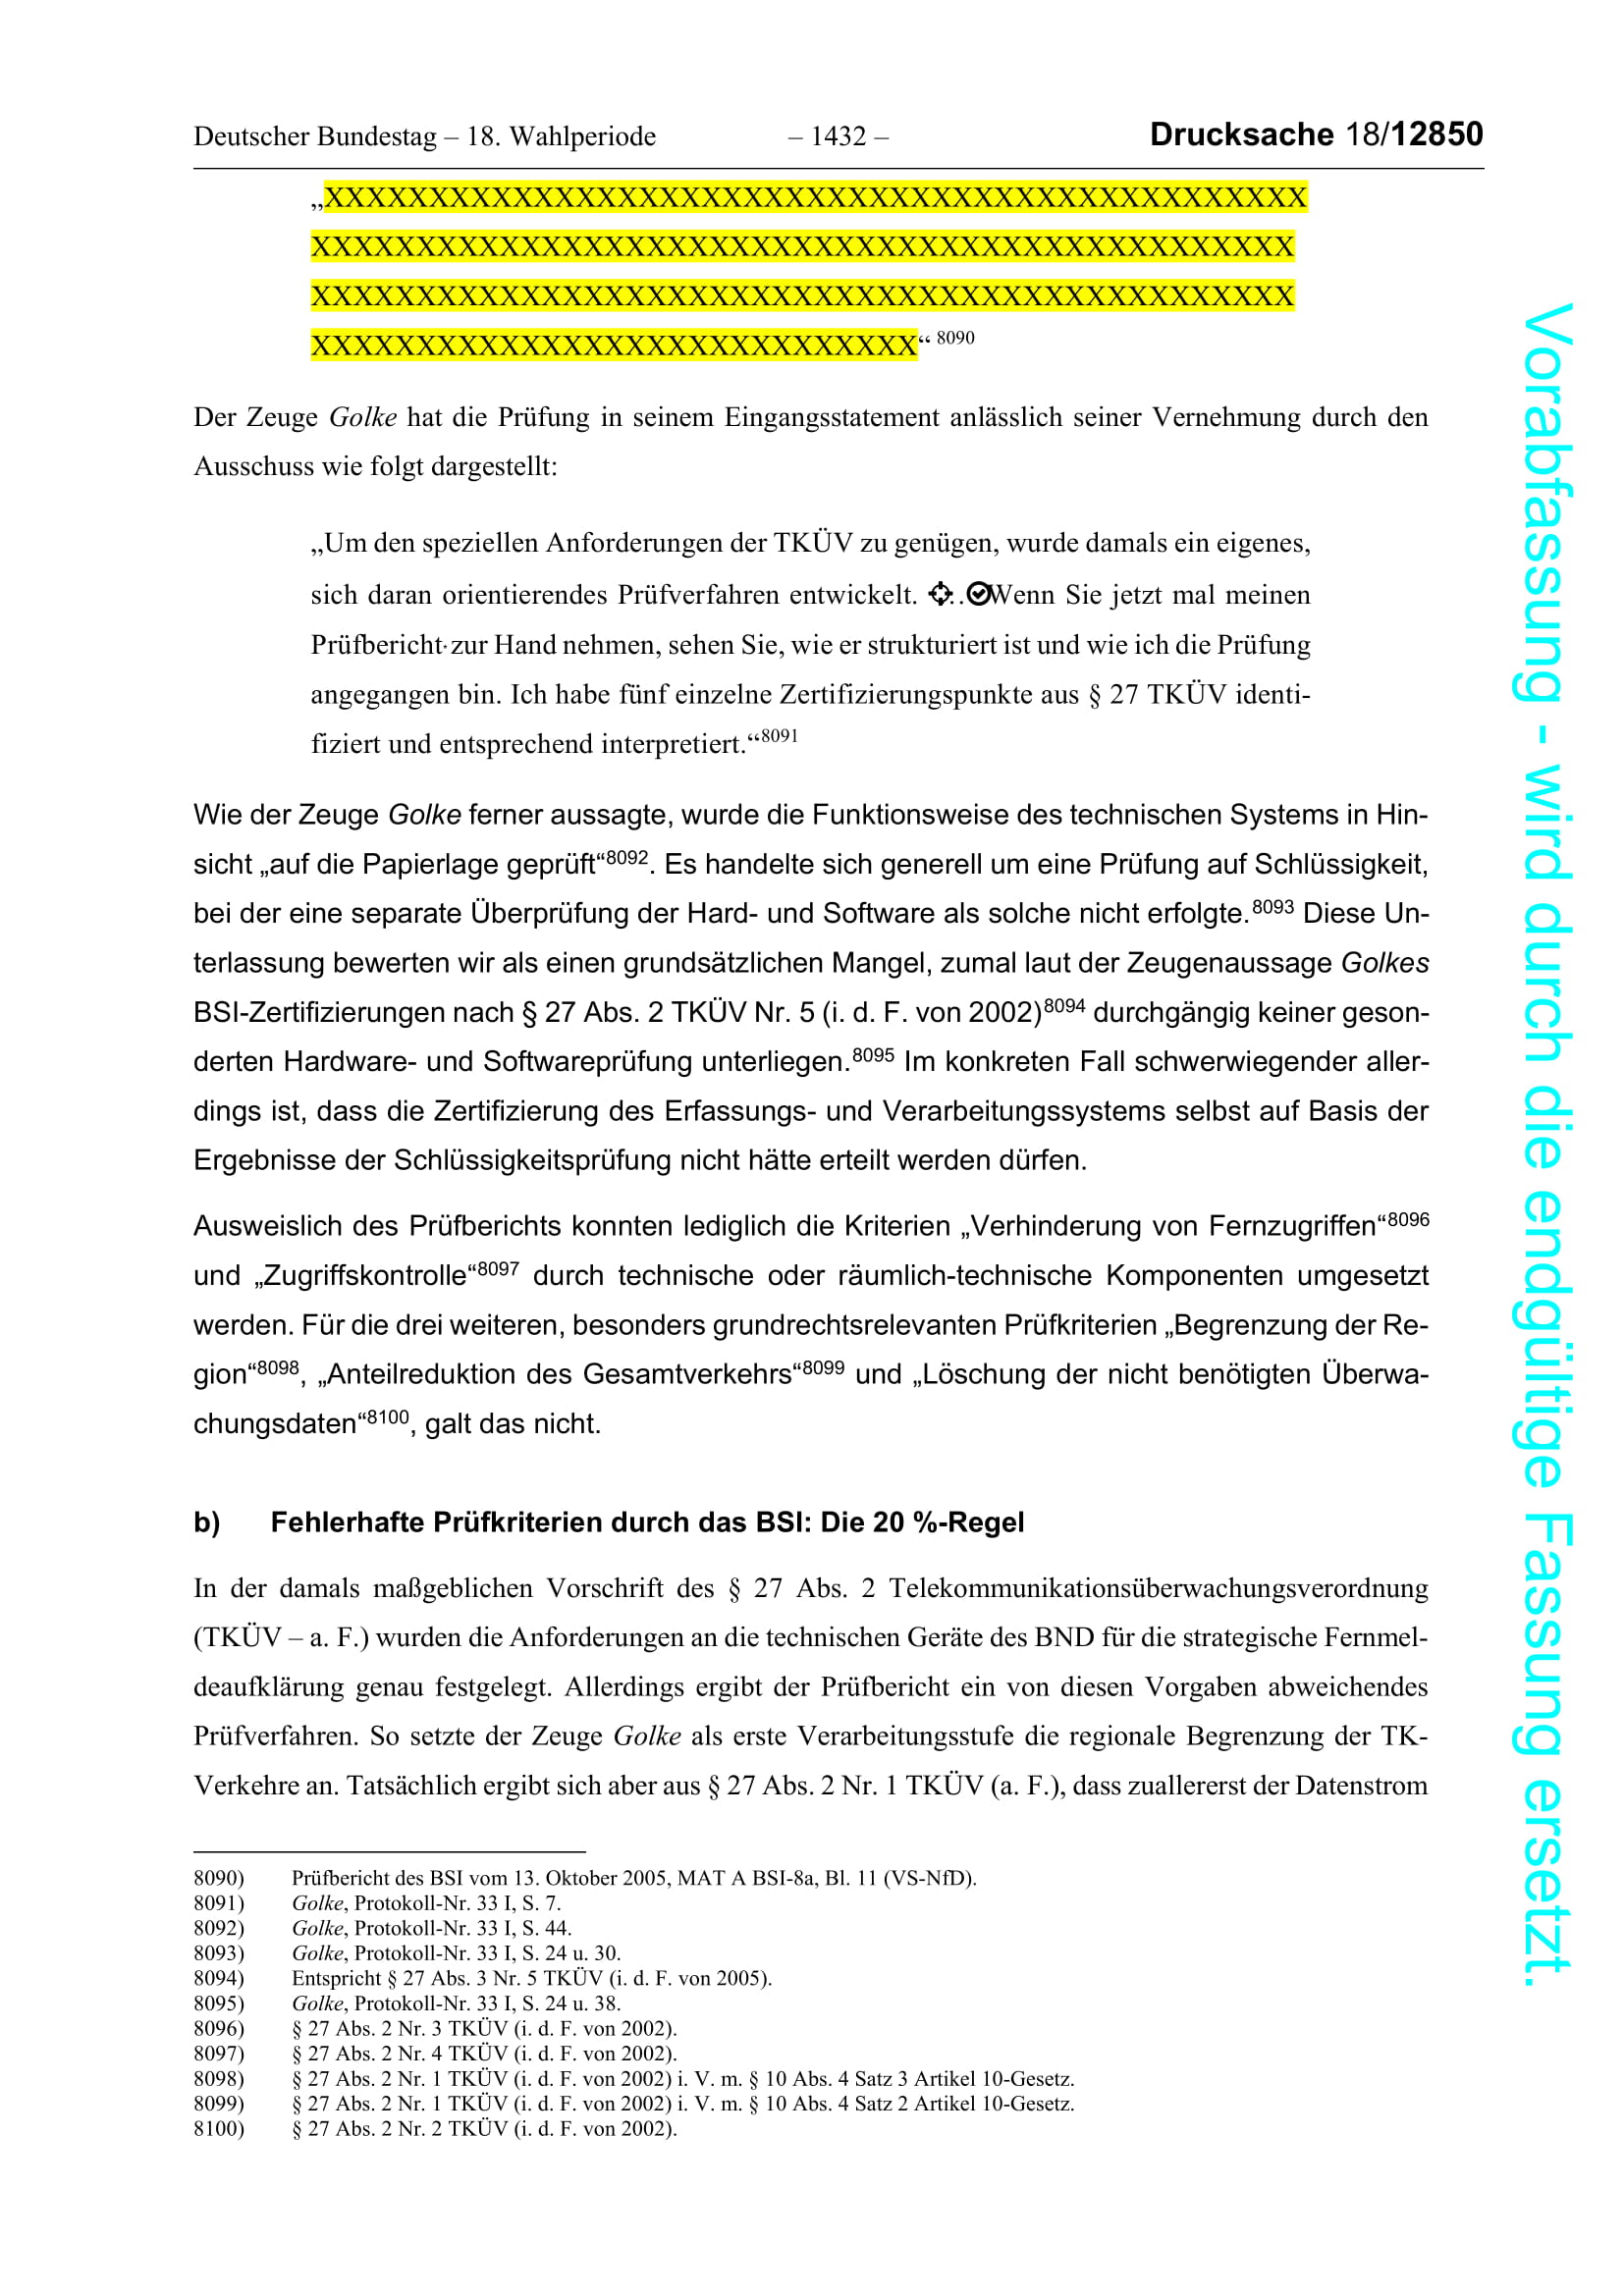 Deutscher Bundestag – 18. Wahlperiode – 1432 – Drucksache 18/12850
„XXXXXXXXXXXXXXXXXXXXXXXXXXXXXXXXXXXXXXXXXXXXXXX
XXXXXXXXXXXXXXXXXXXXXXXXXXXXXXXXXXXXXXXXXXXXXXX
XXXXXXXXXXXXXXXXXXXXXXXXXXXXXXXXXXXXXXXXXXXXXXX
XXXXXXXXXXXXXXXXXXXXXXXXXXXXX“ 8090
Der Zeuge Golke hat die Prüfung in seinem Eingangsstatement anlässlich seiner Vernehmung durch den
Ausschuss wie folgt dargestellt:
„Um den speziellen Anforderungen der TKÜV zu genügen, wurde damals ein eigenes,
sich daran orientierendes Prüfverfahren entwickelt. .. Wenn Sie jetzt mal meinen
Prüfbericht·zur Hand nehmen, sehen Sie, wie er strukturiert ist und wie ich die Prüfung
angegangen bin. Ich habe fünf einzelne Zertifizierungspunkte aus § 27 TKÜV identi-
fiziert und entsprechend interpretiert.“8091
Wie der Zeuge Golke ferner aussagte, wurde die Funktionsweise des technischen Systems in Hin-
sicht „auf die Papierlage geprüft“8092. Es handelte sich generell um eine Prüfung auf Schlüssigkeit,
bei der eine separate Überprüfung der Hard- und Software als solche nicht erfolgte.8093 Diese Un-
terlassung bewerten wir als einen grundsätzlichen Mangel, zumal laut der Zeugenaussage Golkes
BSI-Zertifizierungen nach § 27 Abs. 2 TKÜV Nr. 5 (i. d. F. von 2002)8094 durchgängig keiner geson-
derten Hardware- und Softwareprüfung unterliegen.8095 Im konkreten Fall schwerwiegender aller-
dings ist, dass die Zertifizierung des Erfassungs- und Verarbeitungssystems selbst auf Basis der
Ergebnisse der Schlüssigkeitsprüfung nicht hätte erteilt werden dürfen.
Ausweislich des Prüfberichts konnten lediglich die Kriterien „Verhinderung von Fernzugriffen“8096
und „Zugriffskontrolle“8097 durch technische oder räumlich-technische Komponenten umgesetzt
werden. Für die drei weiteren, besonders grundrechtsrelevanten Prüfkriterien „Begrenzung der Re-
gion“8098, „Anteilreduktion des Gesamtverkehrs“8099 und „Löschung der nicht benötigten Überwa-
chungsdaten“8100, galt das nicht.
b) Fehlerhafte Prüfkriterien durch das BSI: Die 20 %-Regel
In der damals maßgeblichen Vorschrift des § 27 Abs. 2 Telekommunikationsüberwachungsverordnung
(TKÜV – a. F.) wurden die Anforderungen an die technischen Geräte des BND für die strategische Fernmel-
deaufklärung genau festgelegt. Allerdings ergibt der Prüfbericht ein von diesen Vorgaben abweichendes
Prüfverfahren. So setzte der Zeuge Golke als erste Verarbeitungsstufe die regionale Begrenzung der TK-
Verkehre an. Tatsächlich ergibt sich aber aus § 27 Abs. 2 Nr. 1 TKÜV (a. F.), dass zuallererst der Datenstrom
8090) Prüfbericht des BSI vom 13. Oktober 2005, MAT A BSI-8a, Bl. 11 (VS-NfD).
8091) Golke, Protokoll-Nr. 33 I, S. 7.
8092) Golke, Protokoll-Nr. 33 I, S. 44.
8093) Golke, Protokoll-Nr. 33 I, S. 24 u. 30.
8094) Entspricht § 27 Abs. 3 Nr. 5 TKÜV (i. d. F. von 2005).
8095) Golke, Protokoll-Nr. 33 I, S. 24 u. 38.
8096) § 27 Abs. 2 Nr. 3 TKÜV (i. d. F. von 2002).
8097) § 27 Abs. 2 Nr. 4 TKÜV (i. d. F. von 2002).
8098) § 27 Abs. 2 Nr. 1 TKÜV (i. d. F. von 2002) i. V. m. § 10 Abs. 4 Satz 3 Artikel 10-Gesetz.
8099) § 27 Abs. 2 Nr. 1 TKÜV (i. d. F. von 2002) i. V. m. § 10 Abs. 4 Satz 2 Artikel 10-Gesetz.
8100) § 27 Abs. 2 Nr. 2 TKÜV (i. d. F. von 2002).
Vorabfassung - wird durch die endgültige Fassung ersetzt.